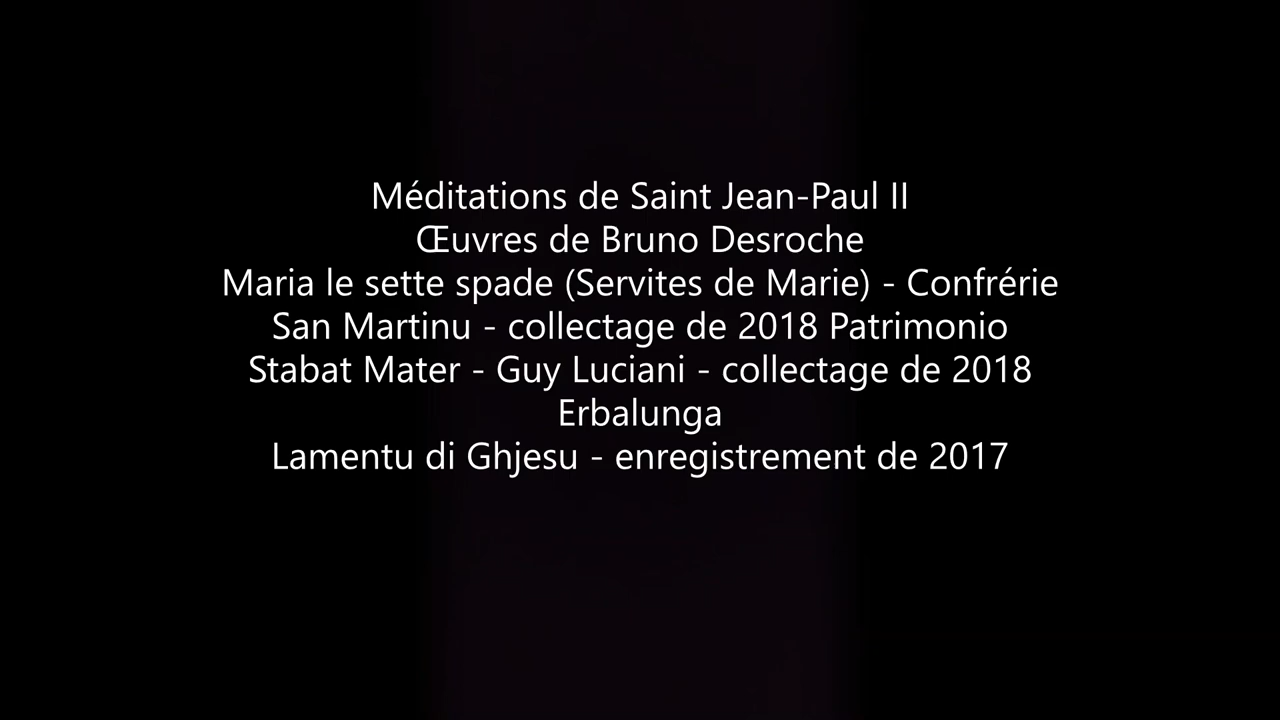 Méditations de Saint Jean-Paul II
Œuvres de Bruno Desroche
Maria le sette spade (Servites de Marie) - Confrérie
San Martinu - collectage de 2018 Patrimonio
Stabat Mater - Guy Luciani - collectage de 2018
Erbalunga
Lamentu di Ghjesu - enregistrement de 2017